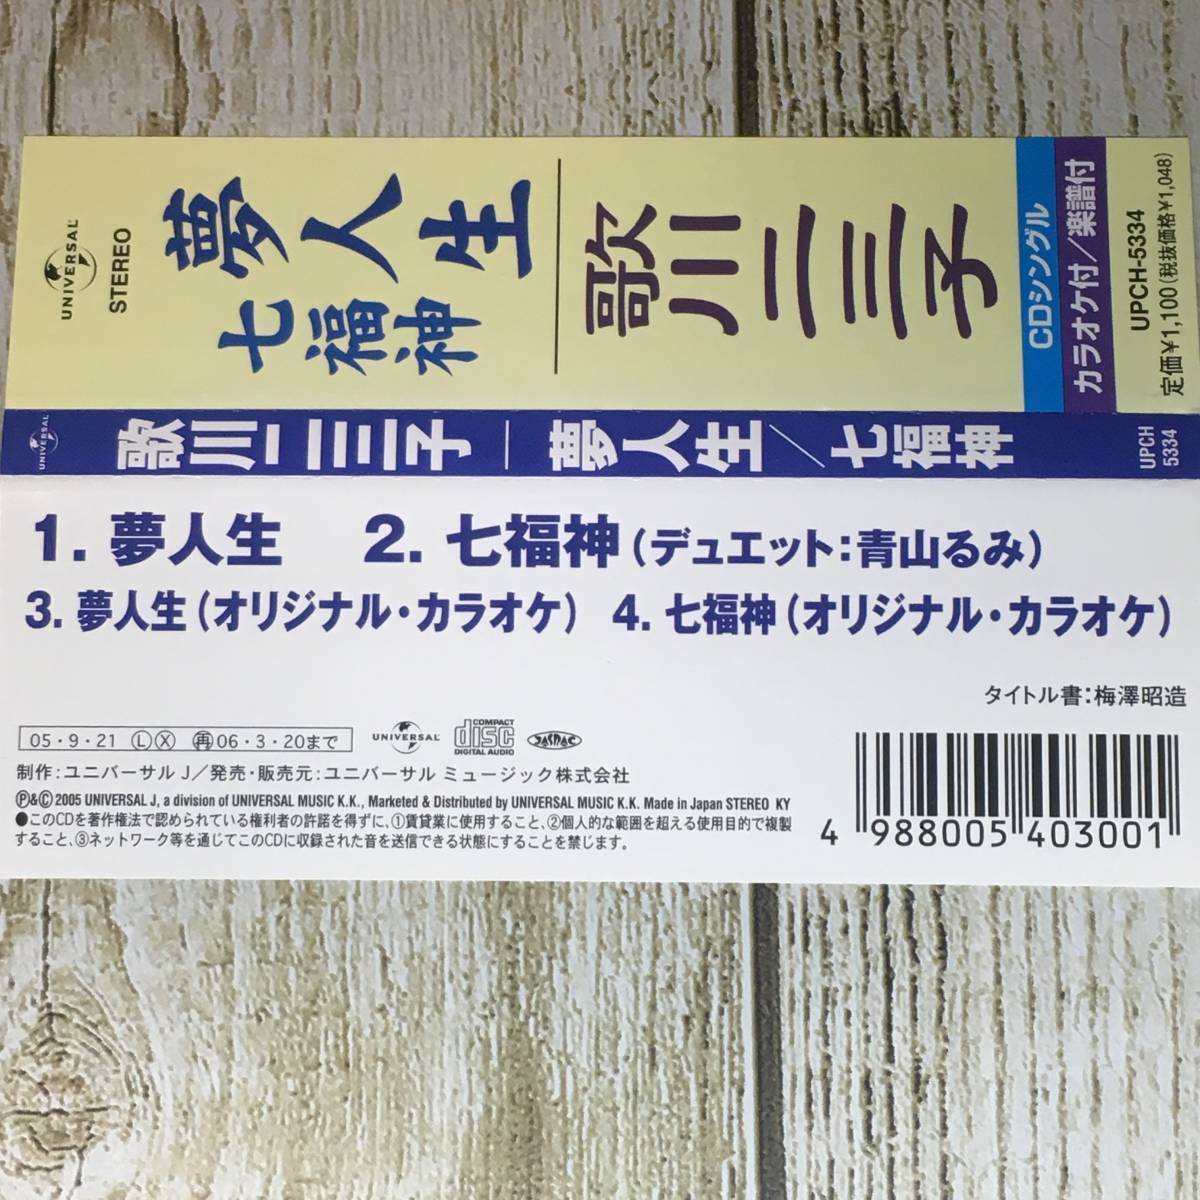 UNIVERSAL
STEREO
夢人生
七福神
歌川二三子
CDシングル
カラオケ付/楽譜付
UPCH-5334
定価¥1,100(税抜価格¥1,048)
UNIVERSAL
歌川二三子
夢人生/七福神
UPCH
5334
1. 夢人生 2. 七福神(デュエット:青山るみ)
3. 夢人生(オリジナル・カラオケ) 4. 七福神(オリジナル・カラオケ)
タイトル書:梅澤昭造
05・9・21 Ⓛ Ⓧ ㊢06・3・20まで
UNIVERSAL
COMPACT
disc
DIGITAL AUDIO
JASRAC
制作:ユニバーサル J/発売・販売元:ユニバーサル ミュージック株式会社
Ⓟ&Ⓒ 2005 UNIVERSAL J, a division of UNIVERSAL MUSIC K.K., Marketed & Distributed by UNIVERSAL MUSIC K.K. Made in Japan STEREO KY
●このCDを著作権法で認められている権利者の許諾を得ずに、①賃貸業に使用すること、②個人的な範囲を超える使用目的で複製
すること、③ネットワーク等を通じてこのCDに収録された音を送信できる状態にすることを禁じます。
4 988005 403001